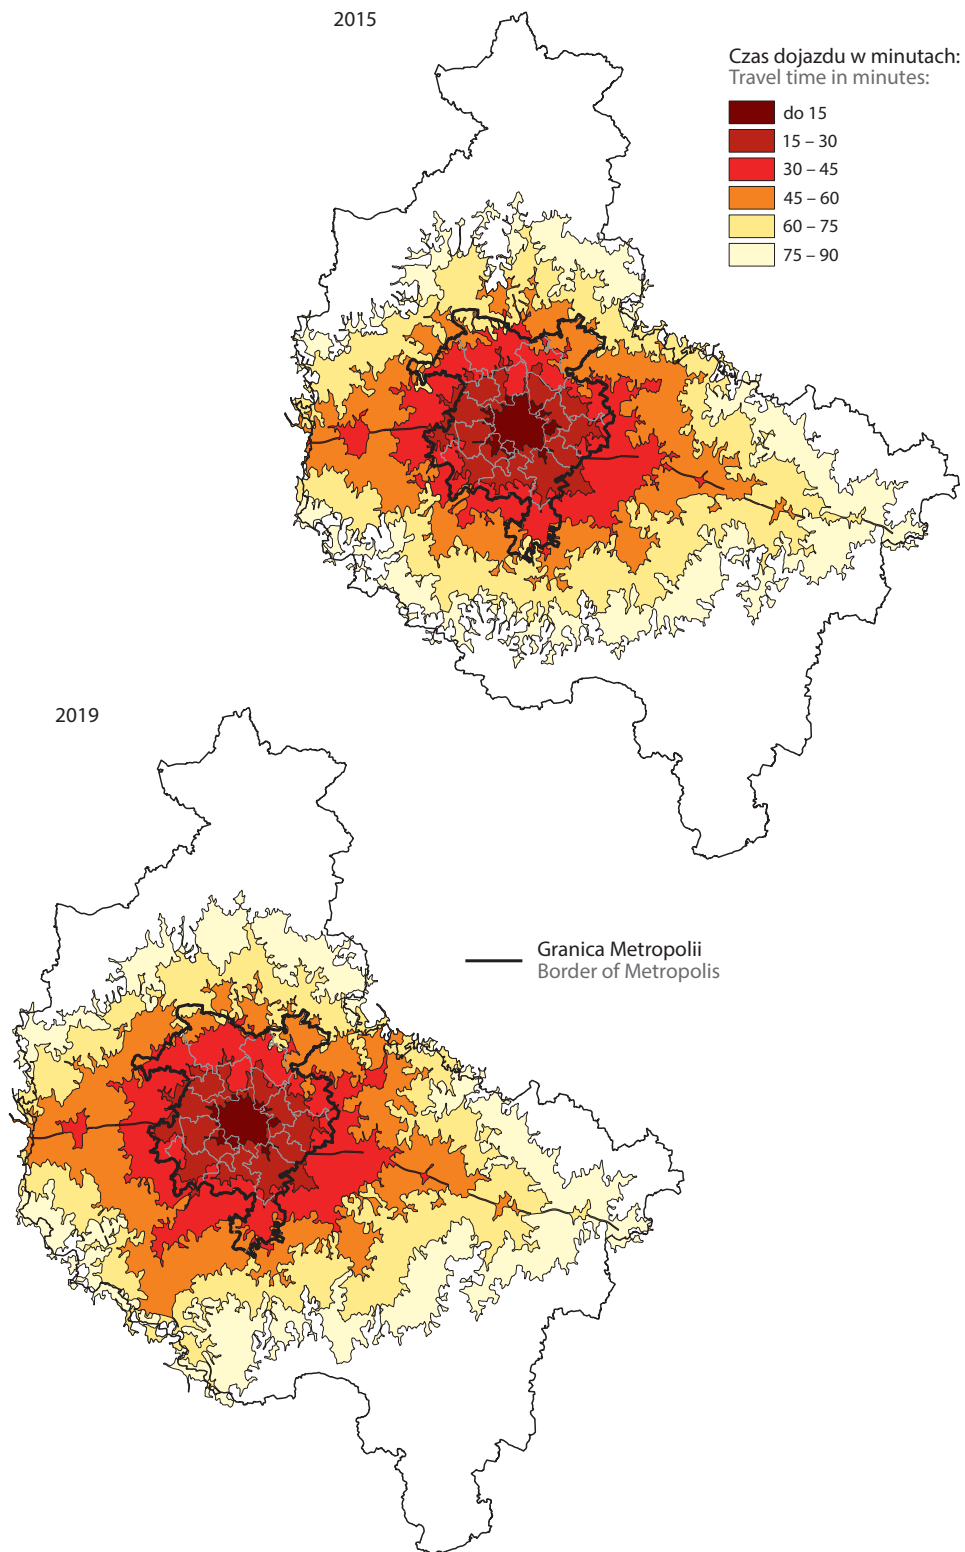 2015
Czas dojazdu w minutach:
Travel time in minutes:
do 15
15 – 30
30 – 45
45 – 60
60 – 75
75 – 90
2019
Granica Metropolii
Border of Metropolis